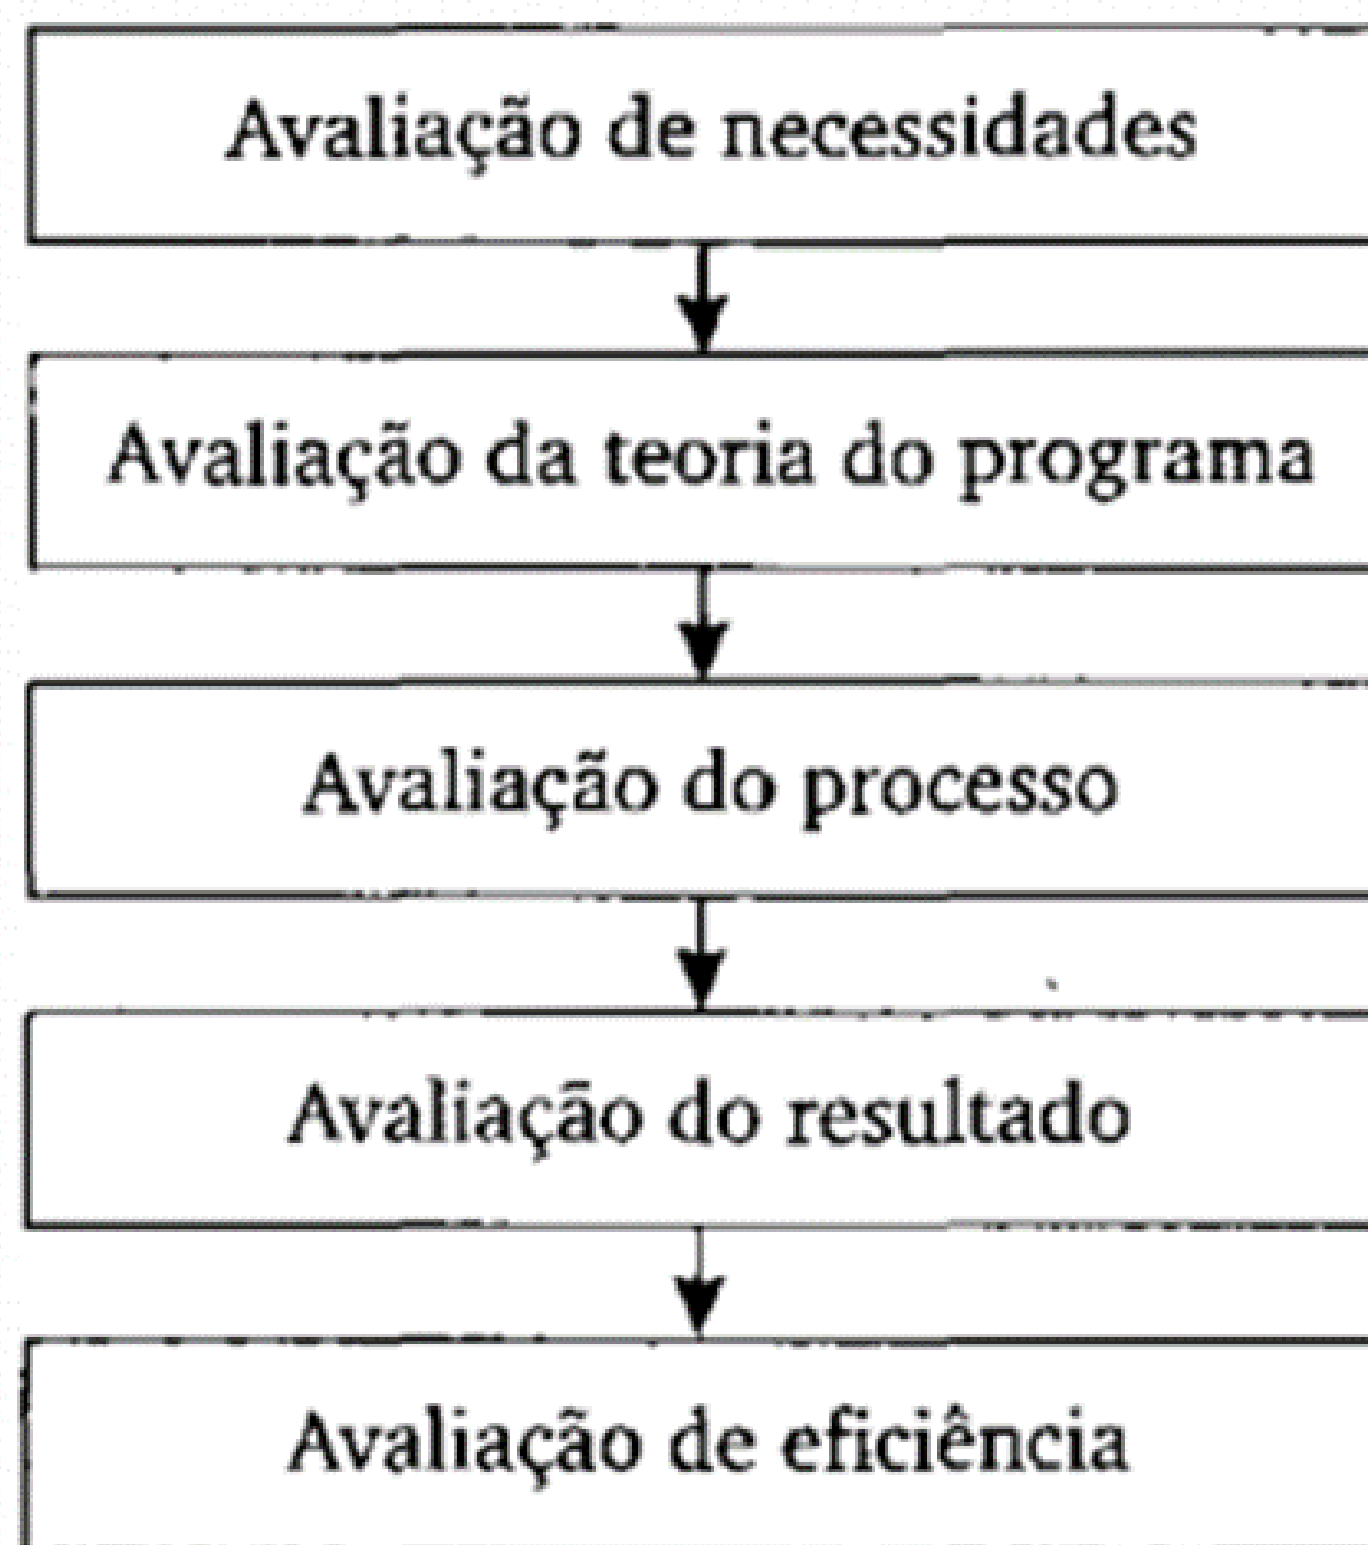 Avaliação de necessidades
Avaliação da teoria do programa
Avaliação do processo
Avaliação do resultado
Avaliação de eficiência